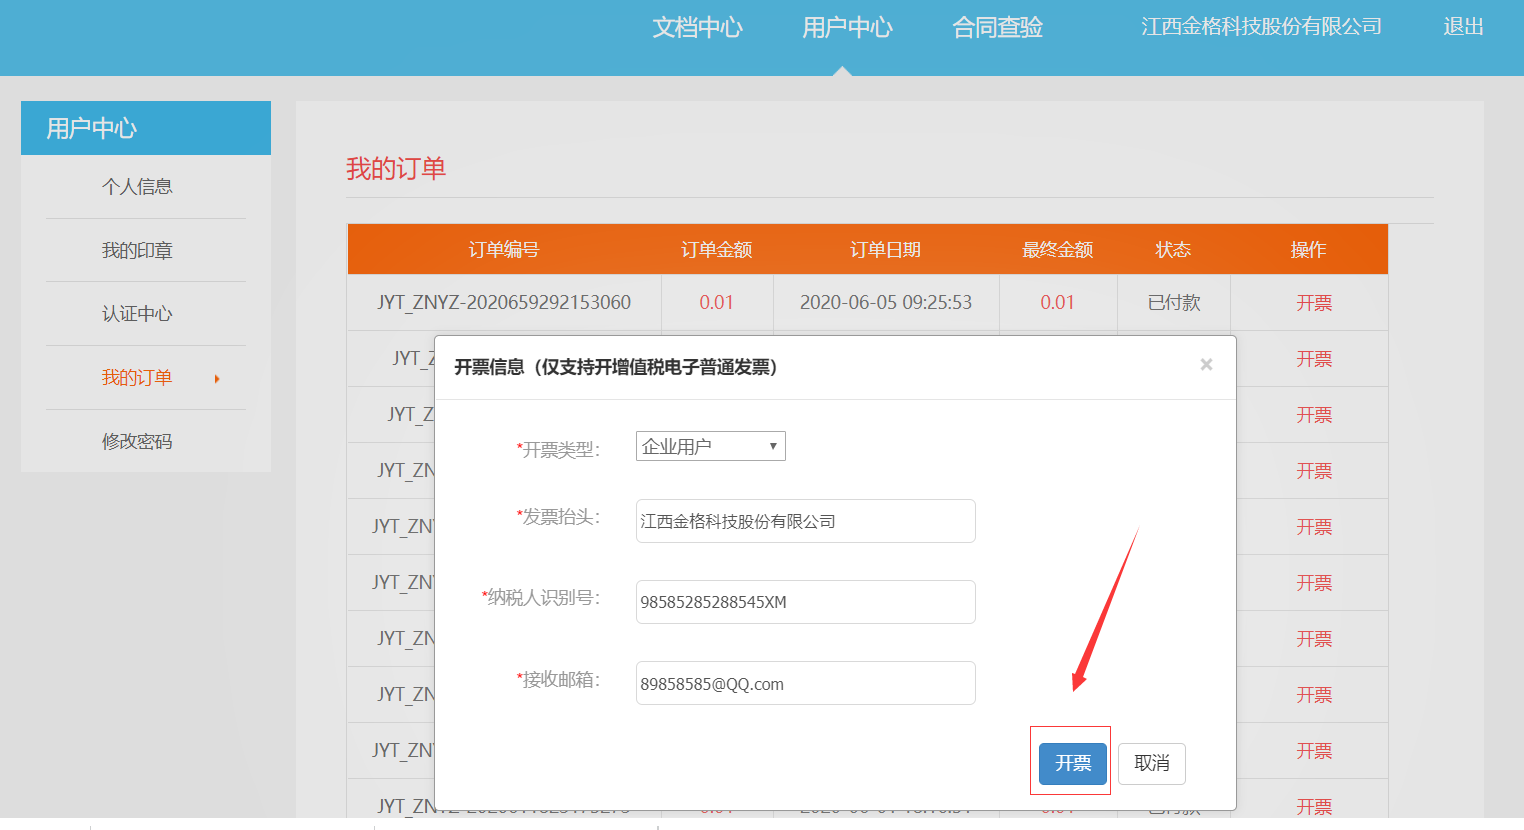 文档中心 用户中心 合同查验 江西金格科技股份有限公司 退出
用户中心
个人信息
我的印章
认证中心
我的订单
修改密码
我的订单
订单编号 订单金额 订单日期 最终金额 状态 操作
JYT_ZNYZ-2020659292153060 0.01 2020-06-05 09:25:53 0.01 已付款 开票
JYT_Z 开票
JYT_Z 开票
JYT_ZN 开票
JYT_ZN 开票
JYT_ZN 开票
JYT_ZN 开票
JYT_ZN 开票
JYT_ZN 开票
开票
开票信息（仅支持开增值税电子普通发票） ×
*开票类型： 企业用户
*发票抬头： 江西金格科技股份有限公司
*纳税人识别号： 98585285288545XM
*接收邮箱： 89858585@QQ.com
开票 取消